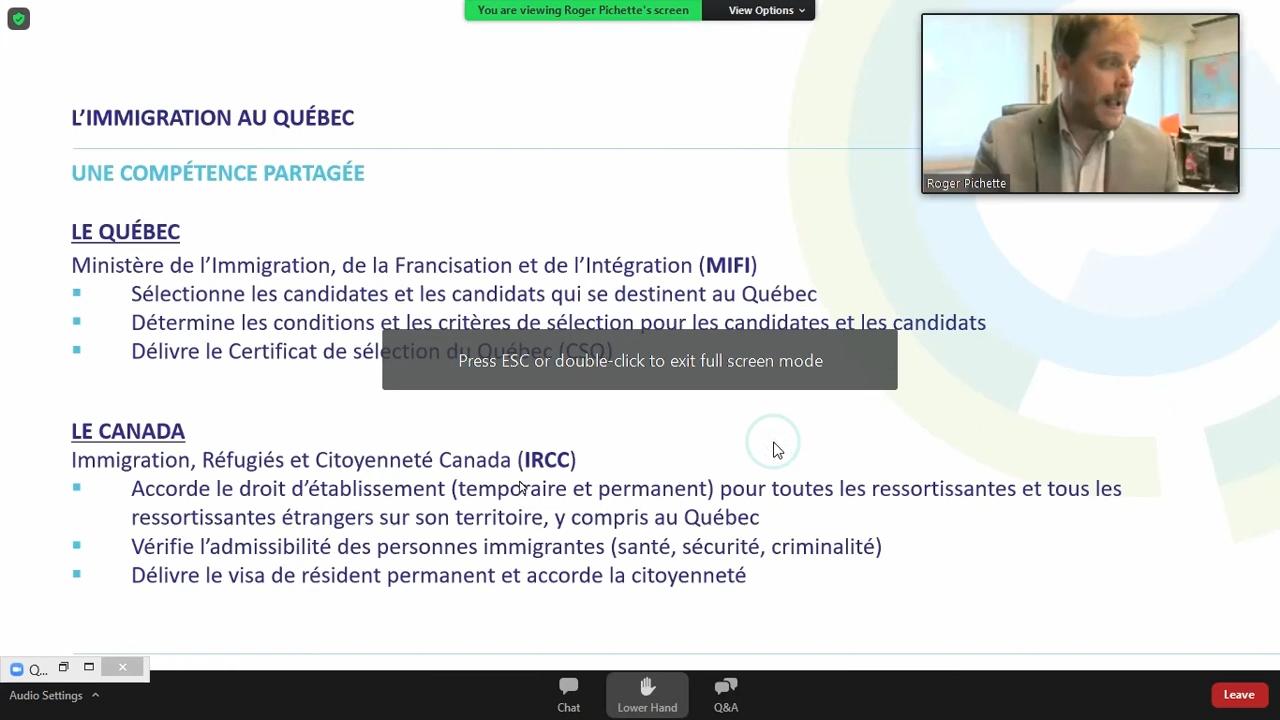 You are viewing Roger Pichette's screen
View Options
Roger Pichette
L’IMMIGRATION AU QUÉBEC
UNE COMPÉTENCE PARTAGÉE
LE QUÉBEC
Ministère de l’Immigration, de la Francisation et de l’Intégration (MIFI)
Sélectionne les candidates et les candidats qui se destinent au Québec
Détermine les conditions et les critères de sélection pour les candidates et les candidats
Délivre le Certificat de sélection du Québec (CSQ)
Press ESC or double-click to exit full screen mode
LE CANADA
Immigration, Réfugiés et Citoyenneté Canada (IRCC)
Accorde le droit d’établissement (temporaire et permanent) pour toutes les ressortissantes et tous les
ressortissantes étrangers sur son territoire, y compris au Québec
Vérifie l’admissibilité des personnes immigrantes (santé, sécurité, criminalité)
Délivre le visa de résident permanent et accorde la citoyenneté
Q...
Audio Settings
Chat
Lower Hand
Q&A
Leave